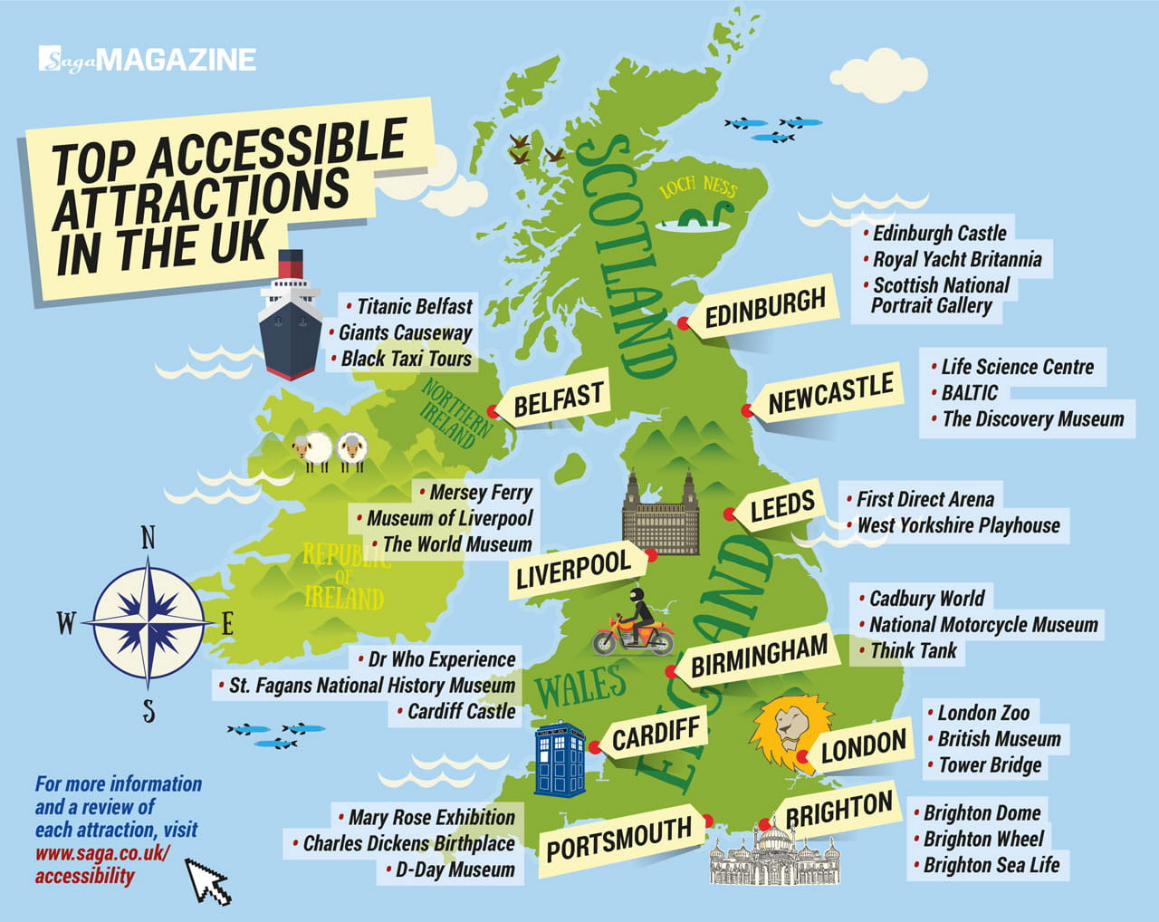 Saga MAGAZINE
TOP ACCESSIBLE
ATTRACTIONS
IN THE UK
SCOTLAND
LOCH NESS
• Edinburgh Castle
• Royal Yacht Britannia
• Scottish National
Portrait Gallery
EDINBURGH
• Titanic Belfast
• Giants Causeway
• Black Taxi Tours
NORTHERN
IRELAND
BELFAST
NEWCASTLE
• Life Science Centre
• BALTIC
• The Discovery Museum
• Mersey Ferry
• Museum of Liverpool
• The World Museum
LIVERPOOL
LEEDS
• First Direct Arena
• West Yorkshire Playhouse
REPUBLIC
OF
IRELAND
N
W
E
S
ENGLAND
BIRMINGHAM
• Cadbury World
• National Motorcycle Museum
• Think Tank
• Dr Who Experience
• St. Fagans National History Museum
• Cardiff Castle
WALES
CARDIFF
LONDON
• London Zoo
• British Museum
• Tower Bridge
For more information
and a review of
each attraction, visit
www.saga.co.uk/
accessibility
• Mary Rose Exhibition
• Charles Dickens Birthplace
• D-Day Museum
PORTSMOUTH
BRIGHTON
• Brighton Dome
• Brighton Wheel
• Brighton Sea Life